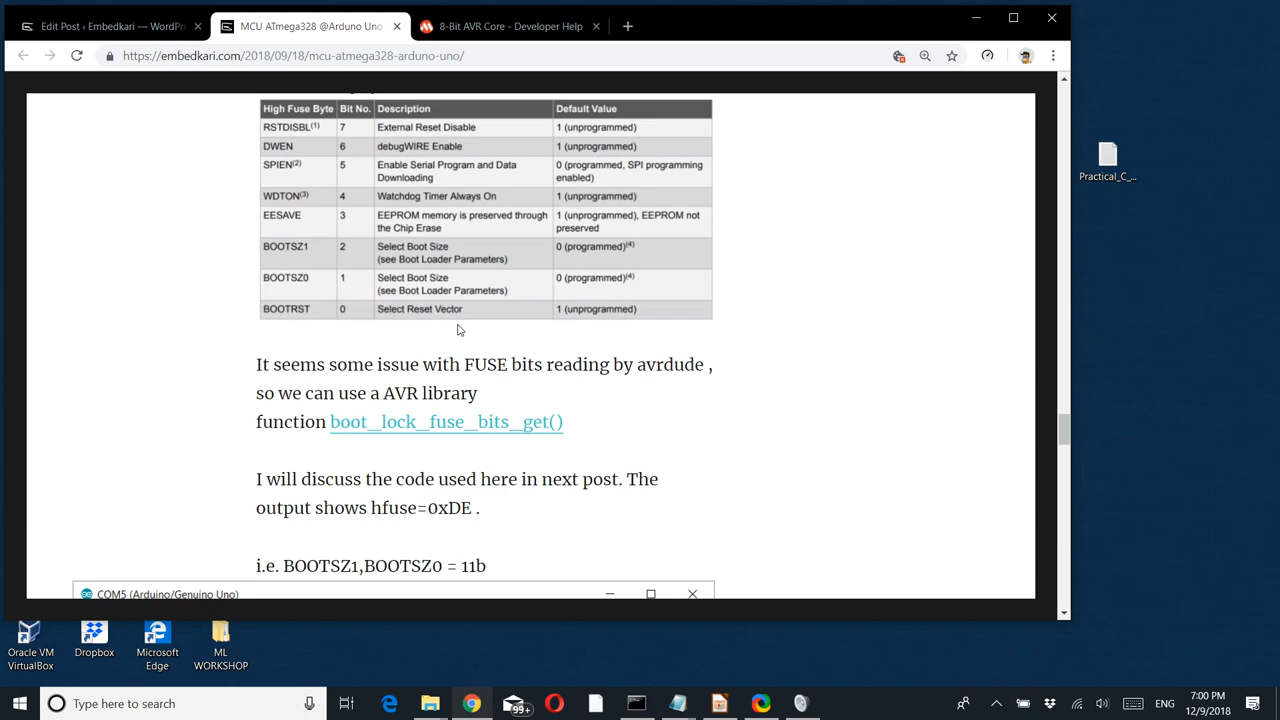 Edit Post ‹ Embedkari — WordPr
MCU ATmega328 @Arduno Uno
8-Bit AVR Core - Developer Help
https://embedkari.com/2018/09/18/mcu-atmega328-arduno-uno/
High Fuse Byte Bit No. Description Default Value
RSTDISBL(1) 7 External Reset Disable 1 (unprogrammed)
DWEN 6 debugWIRE Enable 1 (unprogrammed)
SPIEN(2) 5 Enable Serial Program and Data 0 (programmed, SPI programming
Downloading enabled)
WDTON(3) 4 Watchdog Timer Always On 1 (unprogrammed)
EESAVE 3 EEPROM memory is preserved through 1 (unprogrammed), EEPROM not
the Chip Erase preserved
BOOTSZ1 2 Select Boot Size 0 (programmed)(4)
(see Boot Loader Parameters)
BOOTSZ0 1 Select Boot Size 0 (programmed)(4)
(see Boot Loader Parameters)
BOOTRST 0 Select Reset Vector 1 (unprogrammed)
It seems some issue with FUSE bits reading by avrdude ,
so we can use a AVR library
function boot_lock_fuse_bits_get()
I will discuss the code used here in next post. The
output shows hfuse=0xDE .
i.e. BOOTSZ1,BOOTSZ0 = 11b
COM5 (Arduino/Genuino Uno)
Practical_C_...
Oracle VM
VirtualBox
Dropbox
Microsoft
Edge
ML
WORKSHOP
Type here to search
99+
7:00 PM
12/9/2018